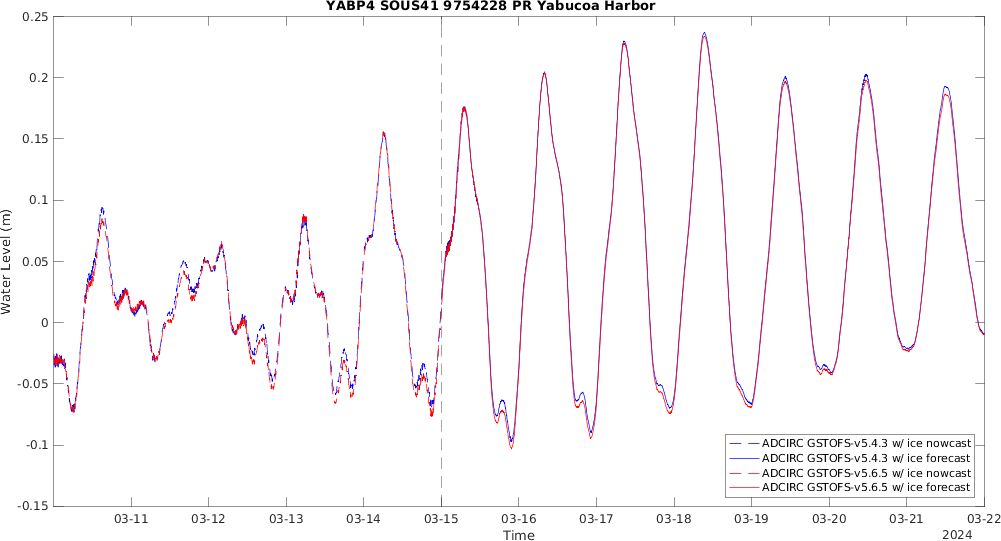 YABP4 SOUS41 9754228 PR Yabucoa Harbor
0.25
0.2
0.15
0.1
0.05
0
-0.05
-0.1
-0.15
Water Level (m)
03-11 03-12 03-13 03-14 03-15 03-16 03-17 03-18 03-19 03-20 03-21 03-22
Time
2024
ADCIRC GSTOFS-v5.4.3 w/ ice nowcast
ADCIRC GSTOFS-v5.4.3 w/ ice forecast
ADCIRC GSTOFS-v5.6.5 w/ ice nowcast
ADCIRC GSTOFS-v5.6.5 w/ ice forecast